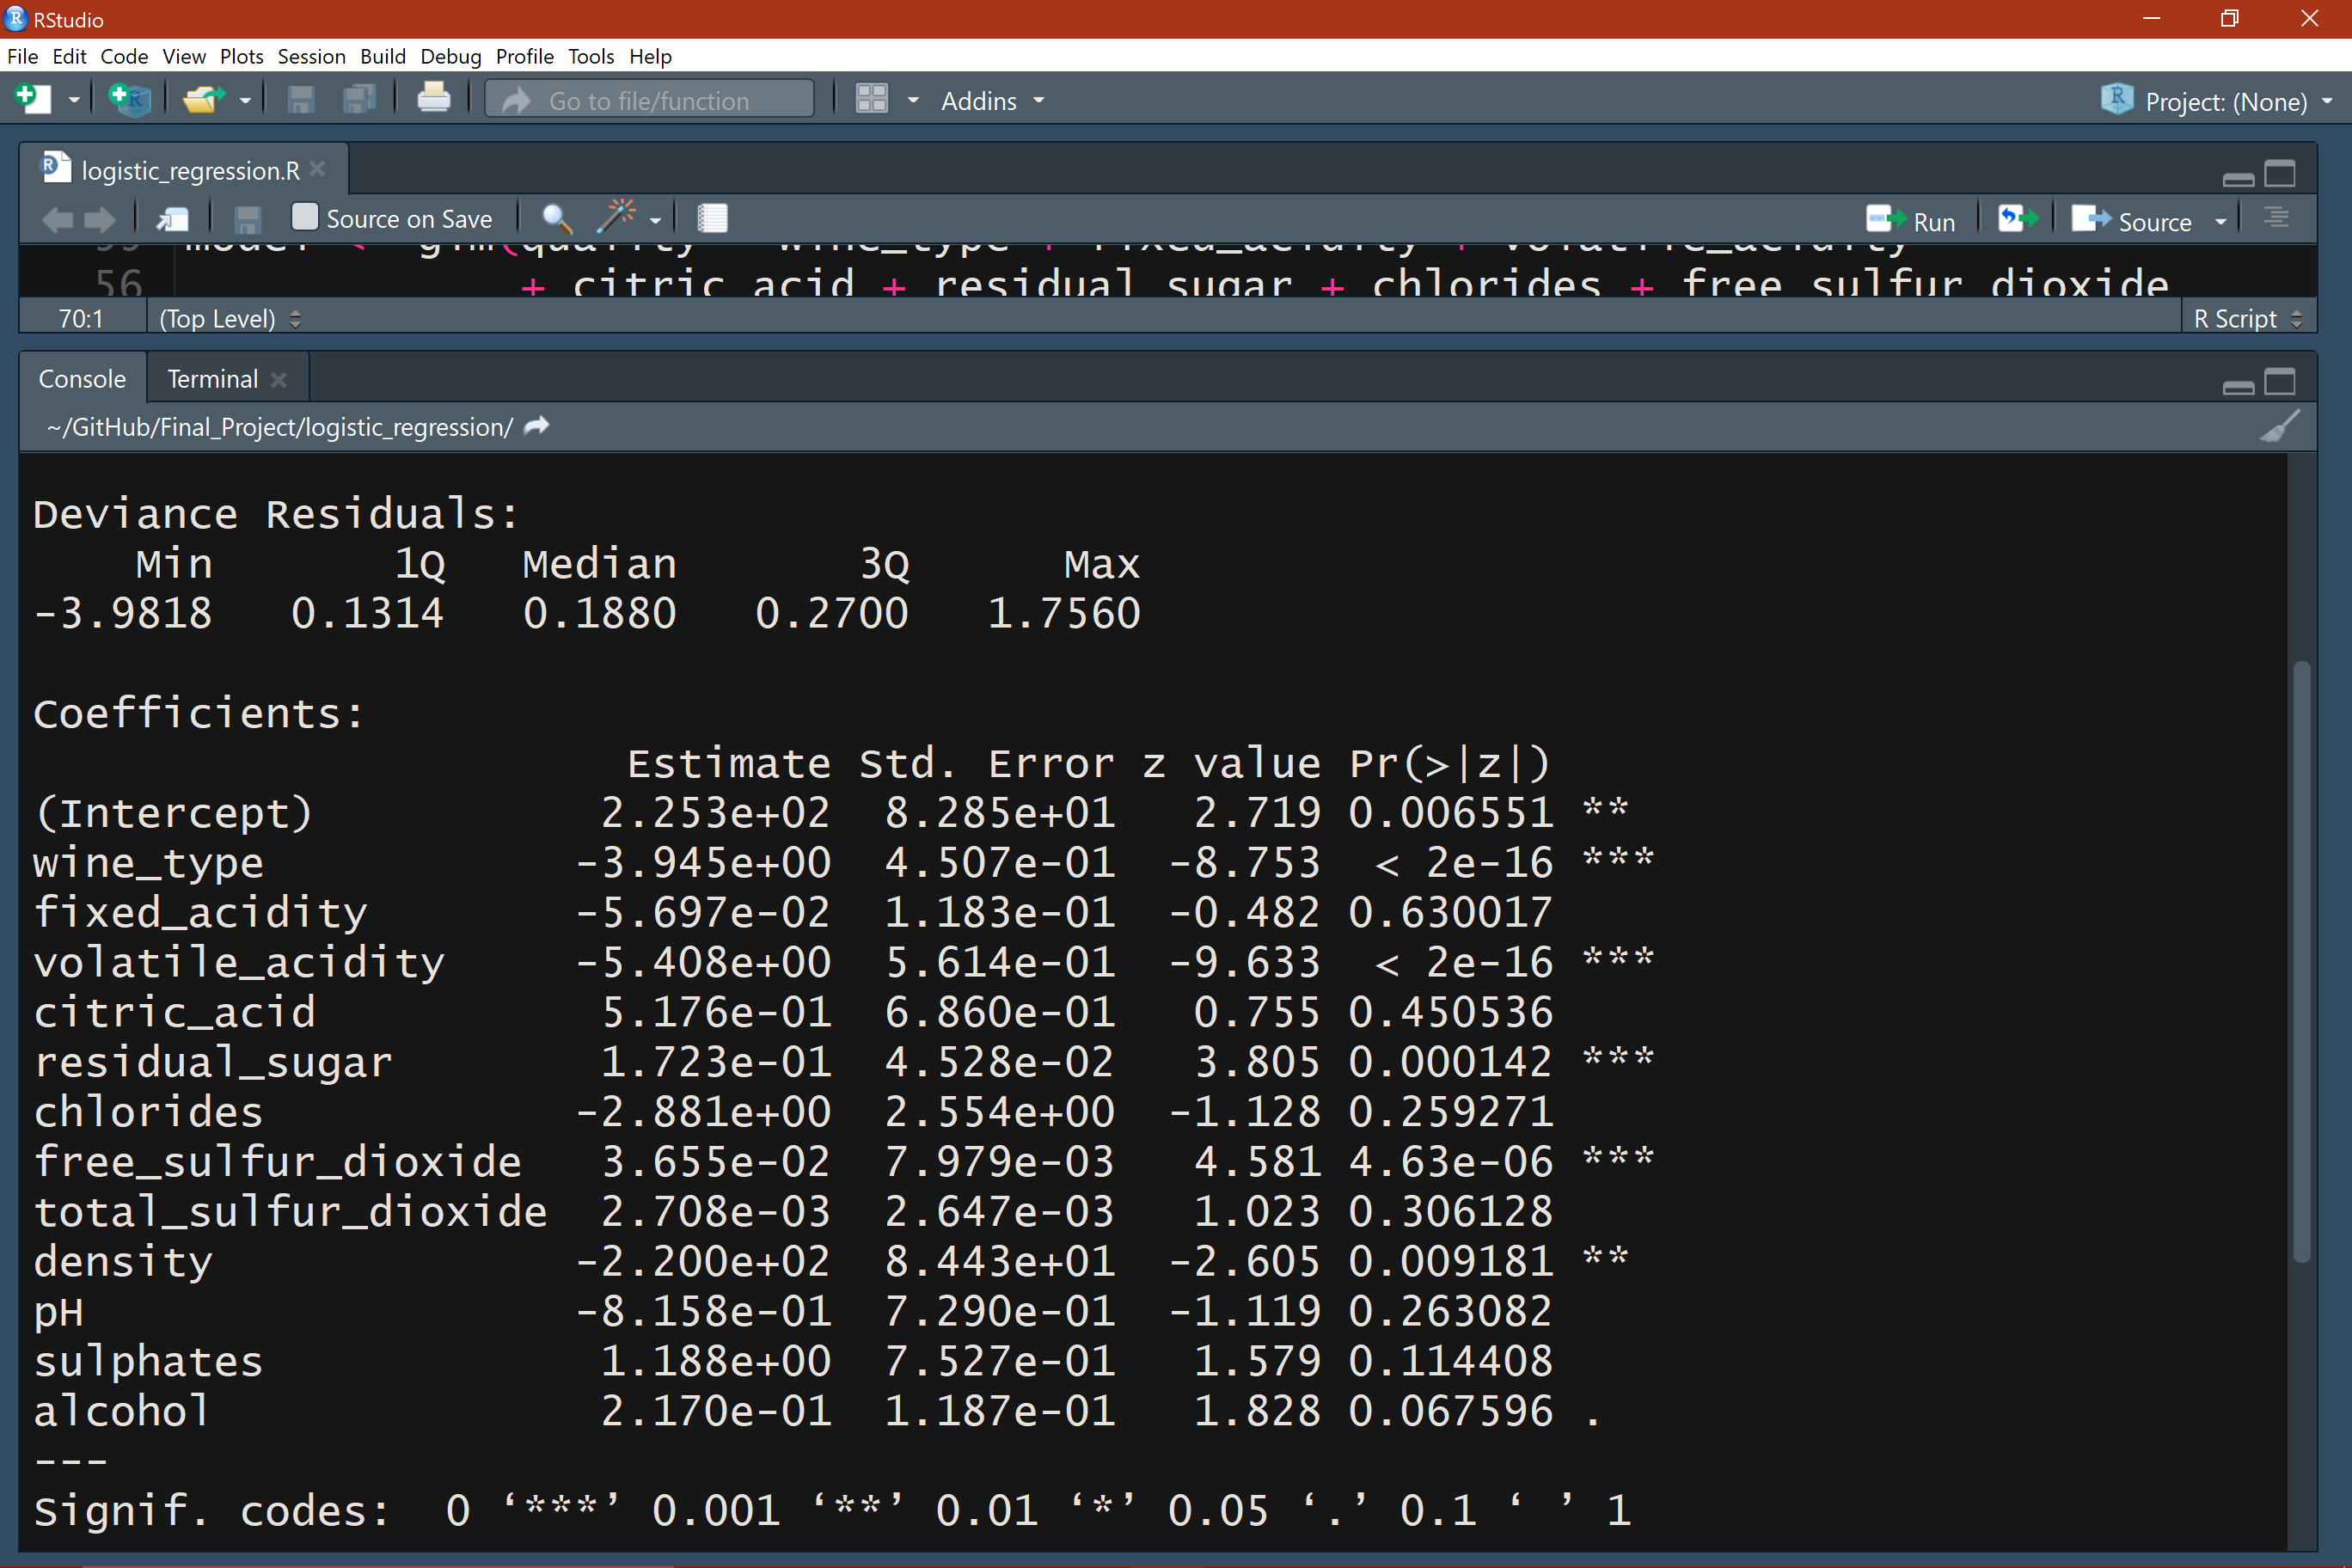 RStudio
File Edit Code View Plots Session Build Debug Profile Tools Help
Go to file/function Addins Project: (None)
logistic_regression.R
Source on Save Run Source
56 + citric_acid + residual_sugar + chlorides + free_sulfur_dioxide
70:1 (Top Level) R Script
Console Terminal
~/GitHub/Final_Project/logistic_regression/
Deviance Residuals:
Min 1Q Median 3Q Max
-3.9818 0.1314 0.1880 0.2700 1.7560
Coefficients:
Estimate Std. Error z value Pr(>|z|)
(Intercept) 2.253e+02 8.285e+01 2.719 0.006551 **
wine_type -3.945e+00 4.507e-01 -8.753 < 2e-16 ***
fixed_acidity -5.697e-02 1.183e-01 -0.482 0.630017
volatile_acidity -5.408e+00 5.614e-01 -9.633 < 2e-16 ***
citric_acid 5.176e-01 6.860e-01 0.755 0.450536
residual_sugar 1.723e-01 4.528e-02 3.805 0.000142 ***
chlorides -2.881e+00 2.554e+00 -1.128 0.259271
free_sulfur_dioxide 3.655e-02 7.979e-03 4.581 4.63e-06 ***
total_sulfur_dioxide 2.708e-03 2.647e-03 1.023 0.306128
density -2.200e+02 8.443e+01 -2.605 0.009181 **
pH -8.158e-01 7.290e-01 -1.119 0.263082
sulphates 1.188e+00 7.527e-01 1.579 0.114408
alcohol 2.170e-01 1.187e-01 1.828 0.067596 .
---
Signif. codes: 0 ‘***’ 0.001 ‘**’ 0.01 ‘*’ 0.05 ‘.’ 0.1 ‘ ’ 1